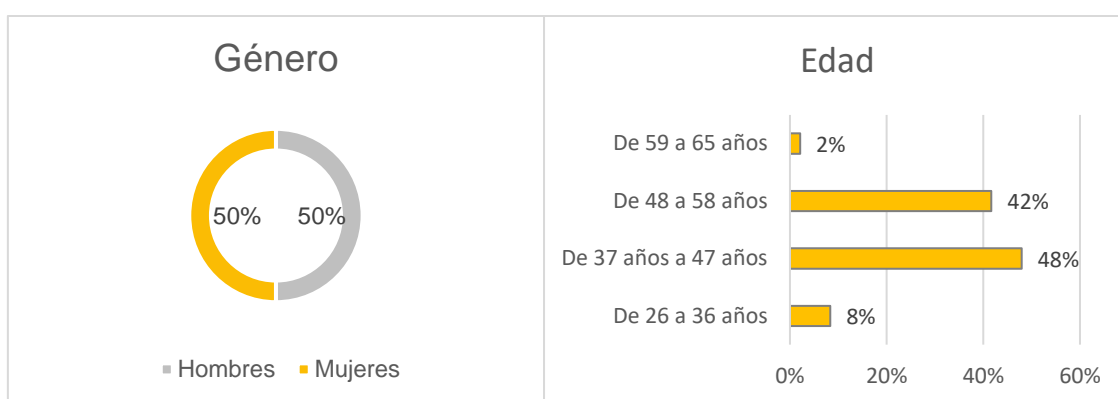 Género
50% 50%
Hombres Mujeres
Edad
De 59 a 65 años 2%
De 48 a 58 años 42%
De 37 años a 47 años 48%
De 26 a 36 años 8%
0% 20% 40% 60%